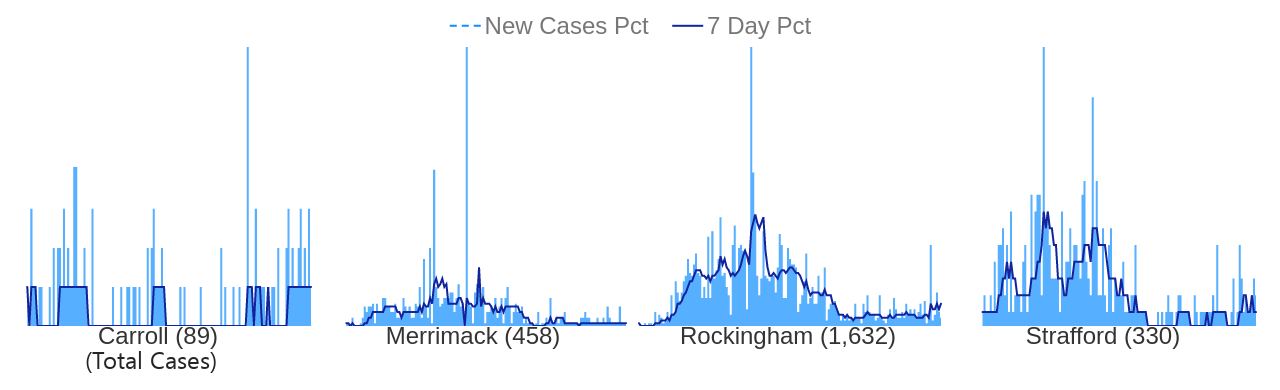 New Cases Pct 7 Day Pct
Carroll (89) Merrimack (458) Rockingham (1,632) Strafford (330)
(Total Cases)